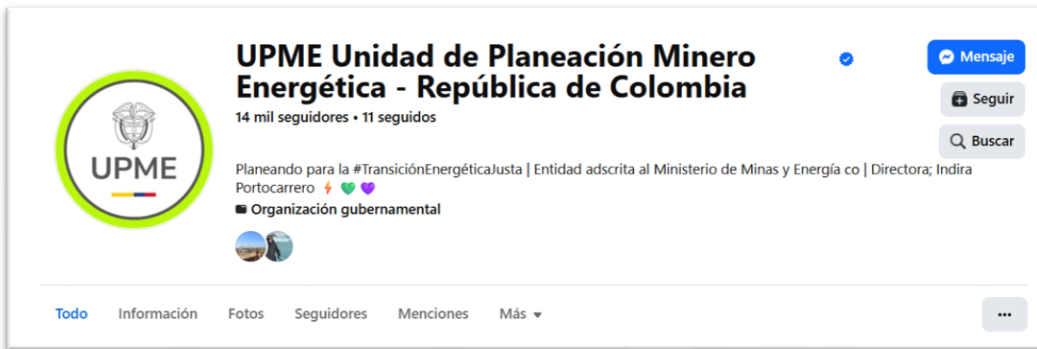 UPME Unidad de Planeación Minero
Energética - República de Colombia
14 mil seguidores • 11 seguidos
Planeando para la #TransiciónEnergéticaJusta | Entidad adscrita al Ministerio de Minas y Energía co | Directora; Indira
Portocarrero ⚡ 💚 💜
Organización gubernamental
UPME
Mensaje
Seguir
Buscar
Todo Información Fotos Seguidores Menciones Más ▾
...